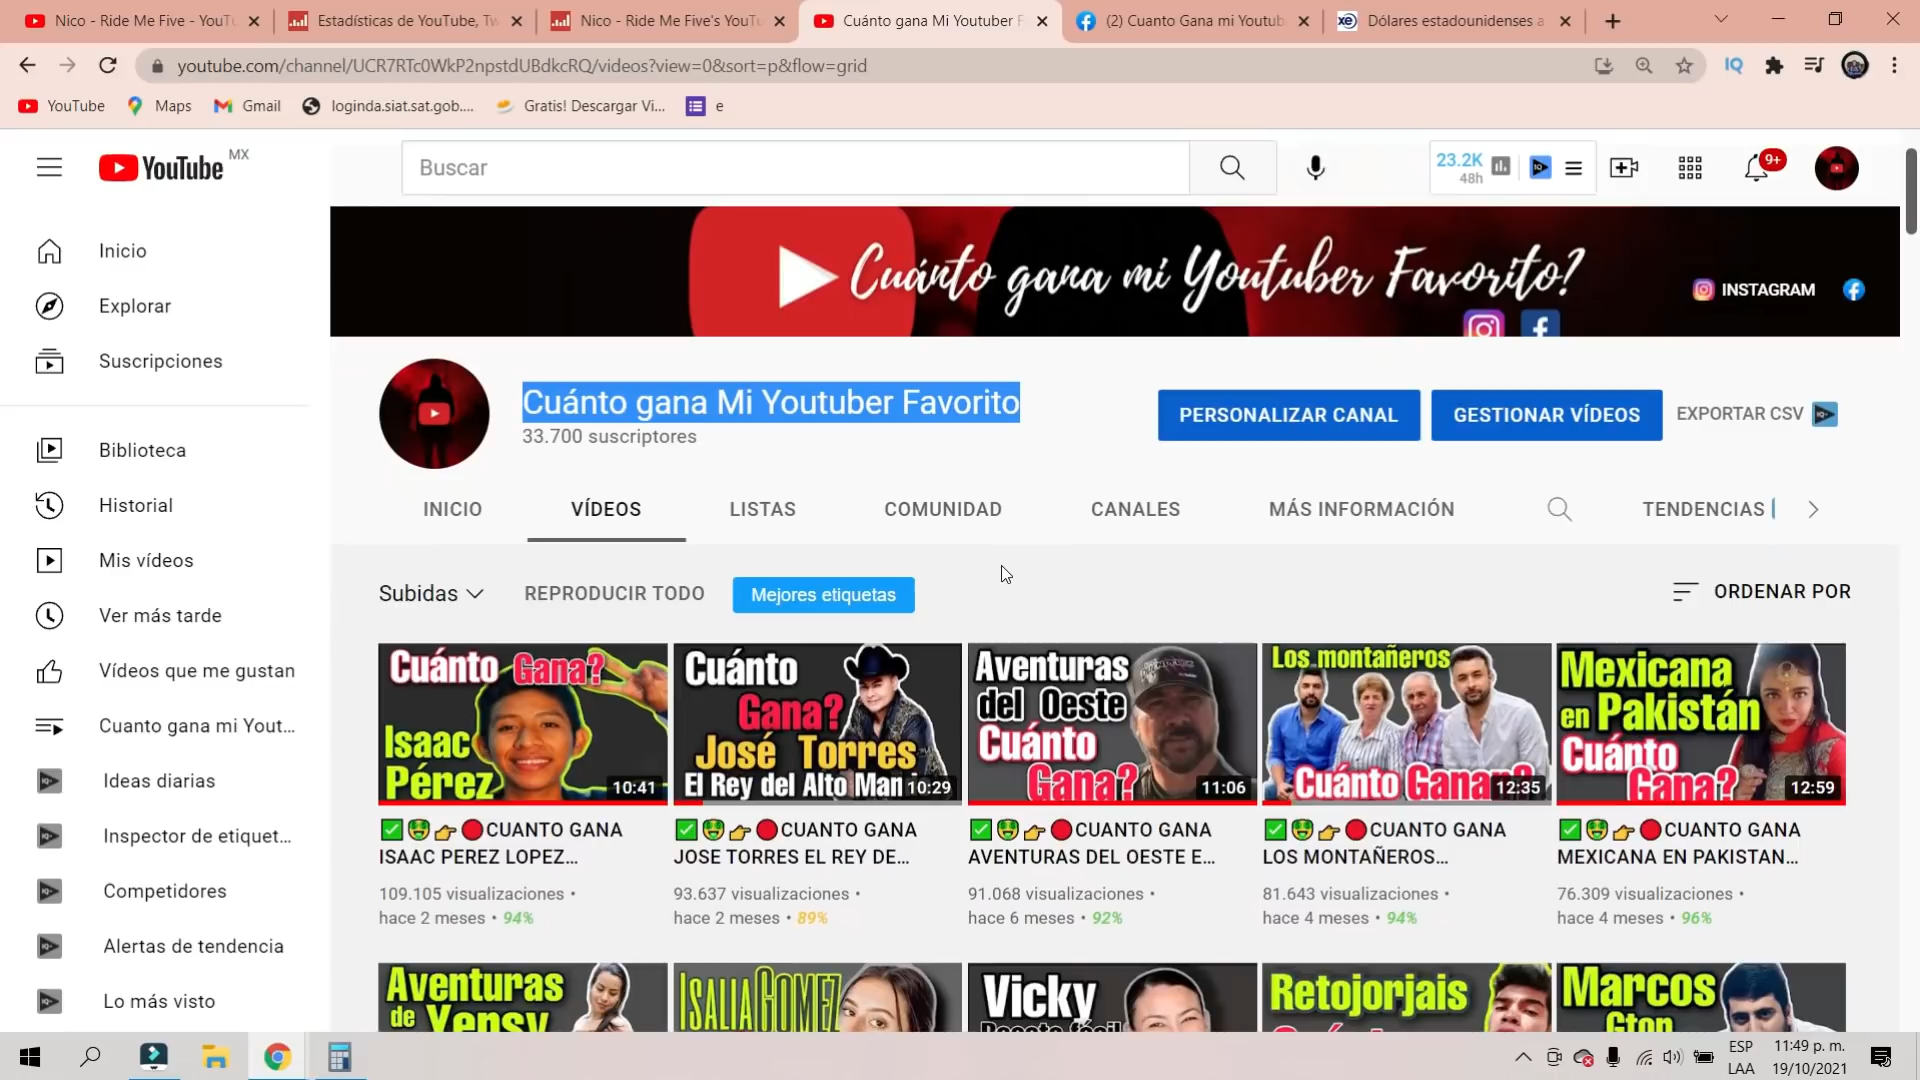 Nico - Ride Me Five - YouTu
Estadísticas de YouTube, Tw
Nico - Ride Me Five's YouTu
Cuánto gana Mi Youtuber F
(2) Cuanto Gana mi Youtub
Dólares estadounidenses a
youtube.com/channel/UCR7RTc0WkP2npstdUBdkcRQ/videos?view=0&sort=p&flow=grid
YouTube
Maps
Gmail
loginda.siat.sat.gob....
Gratis! Descargar Vi...
e
YouTube MX
Buscar
23.2K
48h
9+
Inicio
Explorar
Suscripciones
Biblioteca
Historial
Mis vídeos
Ver más tarde
Vídeos que me gustan
Cuanto gana mi Yout...
Ideas diarias
Inspector de etiquet...
Competidores
Alertas de tendencia
Lo más visto
Cuánto gana mi Youtuber Favorito?
INSTAGRAM
Cuánto gana Mi Youtuber Favorito
33.700 suscriptores
PERSONALIZAR CANAL
GESTIONAR VÍDEOS
EXPORTAR CSV
INICIO
VÍDEOS
LISTAS
COMUNIDAD
CANALES
MÁS INFORMACIÓN
TENDENCIAS
Subidas
REPRODUCIR TODO
Mejores etiquetas
ORDENAR POR
Cuánto Gana?
Isaac
Pérez
10:41
✅🤑👉🔴CUANTO GANA
ISAAC PEREZ LOPEZ...
109.105 visualizaciones •
hace 2 meses • 94%
Cuánto
Gana?
José Torres
El Rey del Alto Man
10:29
✅🤑👉🔴CUANTO GANA
JOSE TORRES EL REY DE...
93.637 visualizaciones •
hace 2 meses • 89%
Aventuras
del Oeste
Cuánto
Gana?
11:06
✅🤑👉🔴CUANTO GANA
AVENTURAS DEL OESTE E...
91.068 visualizaciones •
hace 6 meses • 92%
Los montañeros
Cuánto Ganan?
12:35
✅🤑👉🔴CUANTO GANA
LOS MONTAÑEROS...
81.643 visualizaciones •
hace 4 meses • 94%
Mexicana
en Pakistán
Cuánto
Gana?
12:59
✅🤑👉🔴CUANTO GANA
MEXICANA EN PAKISTAN...
76.309 visualizaciones •
hace 4 meses • 96%
Aventuras
de Yensy
ISALIA GOMEZ
Vicky
Receta fácil
Retojorjais
Marcos
Gton
ESP
LAA
11:49 p. m.
19/10/2021